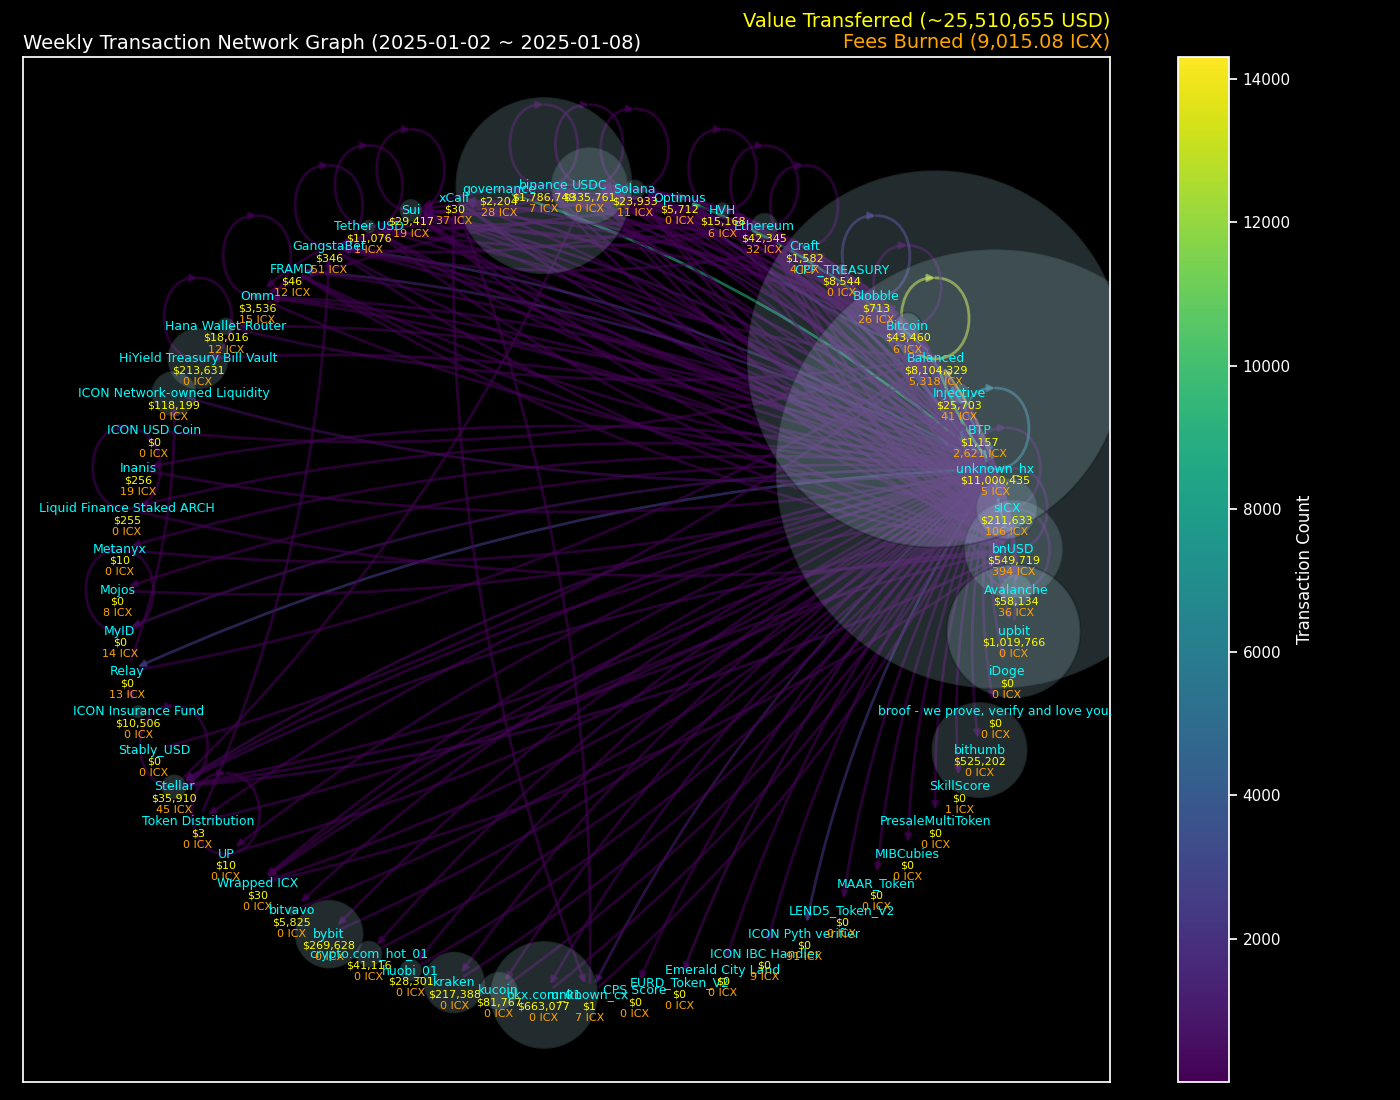 Value Transferred (~25,510,655 USD)
Weekly Transaction Network Graph (2025-01-02 ~ 2025-01-08)
Fees Burned (9,015.08 ICX)
governance
$2,204
28 ICX
binance
7 ICX
USDC
$335,761
0 ICX
Solana
$23,933
11 ICX
Optimus
$5,712
0 ICX
HVH
$15,168
6 ICX
Ethereum
$42,345
32 ICX
Craft
$1,582
CPS_TREASURY
$8,544
0 ICX
Blobble
$713
26 ICX
Bitcoin
$43,460
6 ICX
Balanced
$8,104,329
5,318 ICX
Injective
$25,703
41 ICX
BTP
$1,157
2,621 ICX
unknown_hx
$11,000,435
5 ICX
sICX
$211,633
106 ICX
bnUSD
$549,719
394 ICX
Avalanche
$58,134
36 ICX
upbit
$1,019,766
0 ICX
iDoge
$0
0 ICX
broof - we prove, verify and love you.
$0
0 ICX
bithumb
$525,202
0 ICX
SkillScore
$0
1 ICX
PresaleMultiToken
$0
0 ICX
MIBCubies
$0
0 ICX
MAAR_Token
$0
0 ICX
LEND5_Token_V2
$0
ICON Pyth verifier
$0
91 ICX
ICON IBC Handler
$0
9 ICX
Emerald City Land
$0
0 ICX
EURD_Token_V2
$0
0 ICX
CPS Score
$0
0 ICX
unknown_cx
$1
7 ICX
$663,077
0 ICX
kucoin
$81,767
0 ICX
kraken
$217,388
0 ICX
huobi_01
$28,301
0 ICX
crypto.com_hot_01
$41,116
0 ICX
bybit
$269,628
bitvavo
$5,825
0 ICX
Wrapped ICX
$30
0 ICX
UP
$10
0 ICX
Token Distribution
$3
0 ICX
Stellar
$35,910
45 ICX
Stably_USD
$0
0 ICX
ICON Insurance Fund
$10,506
0 ICX
Relay
$0
13 ICX
MyID
$0
14 ICX
Mojos
$0
8 ICX
Metanyx
$10
0 ICX
Liquid Finance Staked ARCH
$255
0 ICX
Inanis
$256
19 ICX
ICON USD Coin
$0
0 ICX
ICON Network-owned Liquidity
$118,199
0 ICX
HiYield Treasury Bill Vault
$213,631
0 ICX
Hana Wallet Router
$18,016
12 ICX
Omm
$3,536
15 ICX
FRAMD
$46
12 ICX
GangstaBet
$346
51 ICX
Tether USD
$11,076
1 ICX
Sui
$29,417
19 ICX
xCall
$30
37 ICX
14000
12000
10000
8000
6000
4000
2000
Transaction Count